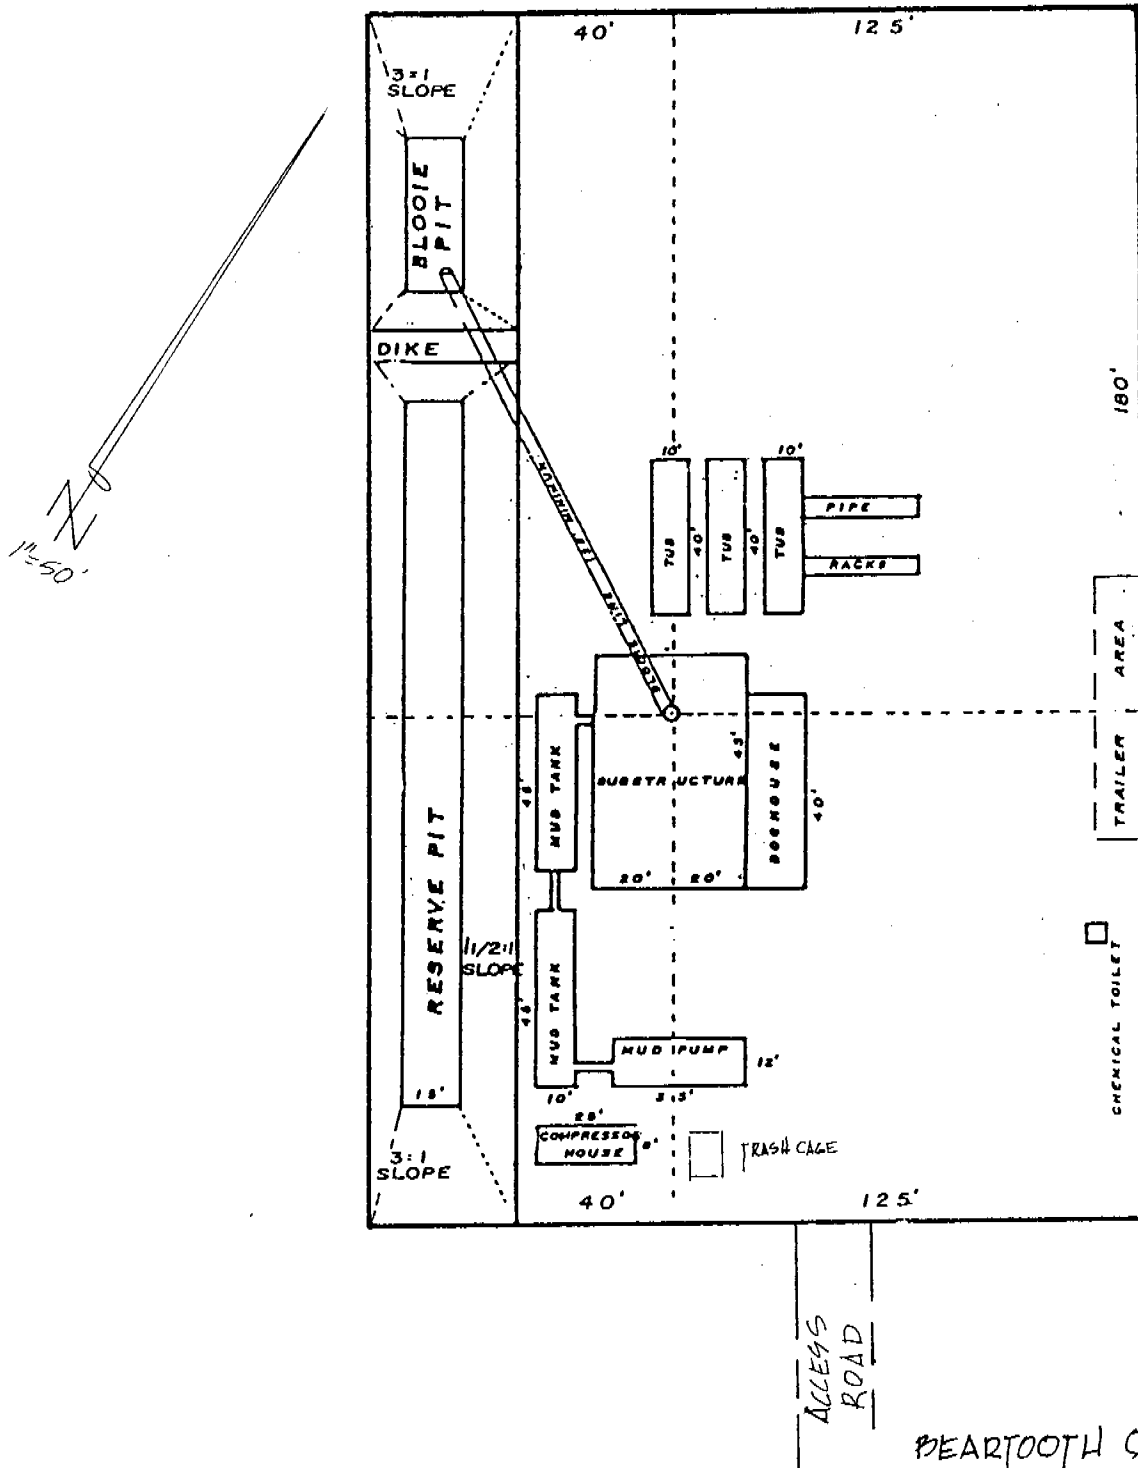 40'
125'
3=1
SLOPE
BLOOIE
PIT
DIKE
180'
N
1"=50'
10'
10'
TUB
40'
TUB
40'
TUB
PIPE
RACKS
BLOOIE LINE
MINIMUM
TRAILER AREA
MUD TANK
SUBSTRUCTURE
45'
DOGHOUSE
40'
20'
20'
RESERVE PIT
1 1/2:1
SLOPE
MUD TANK
MUD PUMP
12'
35'
10'
15'
COMPRESSOR
HOUSE
8'
TRASH CAGE
CHEMICAL TOILET
3:1
SLOPE
40'
125'
ACCESS
ROAD
BEARTOOTH